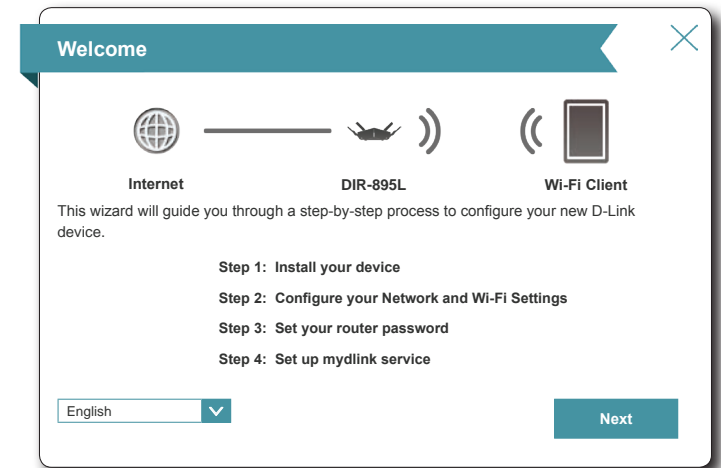 Welcome
Internet
DIR-895L
Wi-Fi Client
This wizard will guide you through a step-by-step process to configure your new D-Link
device.
Step 1: Install your device
Step 2: Configure your Network and Wi-Fi Settings
Step 3: Set your router password
Step 4: Set up mydlink service
English
Next